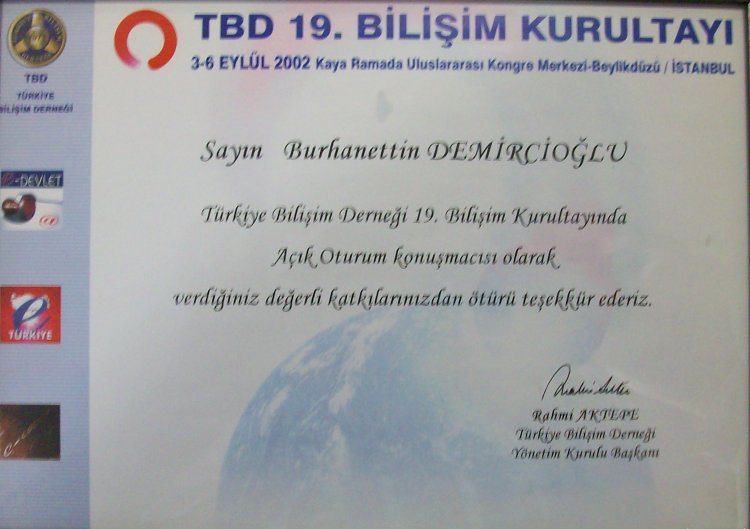 TBD 19. BİLİŞİM KURULTAYI
3-6 EYLÜL 2002 Kaya Ramada Uluslararası Kongre Merkezi-Beylikdüzü / İSTANBUL
TBD
TÜRKİYE
BİLİŞİM DERNEĞİ
e-DEVLET
@
e
TÜRKİYE
Sayın Burhanettin DEMİRCİOĞLU
Türkiye Bilişim Derneği 19. Bilişim Kurultayında
Açık Oturum konuşmacısı olarak
verdiğiniz değerli katkılarınızdan ötürü teşekkür ederiz.
Rahmi AKTEPE
Türkiye Bilişim Derneği
Yönetim Kurulu Başkanı